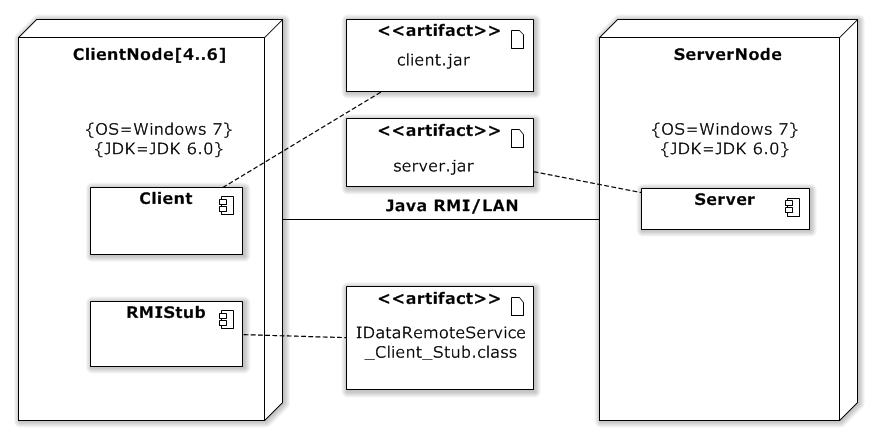 ClientNode[4..6]
{OS=Windows 7}
{JDK=JDK 6.0}
Client
RMIStub
<<artifact>>
client.jar
<<artifact>>
server.jar
Java RMI/LAN
<<artifact>>
IDataRemoteService
_Client_Stub.class
ServerNode
{OS=Windows 7}
{JDK=JDK 6.0}
Server